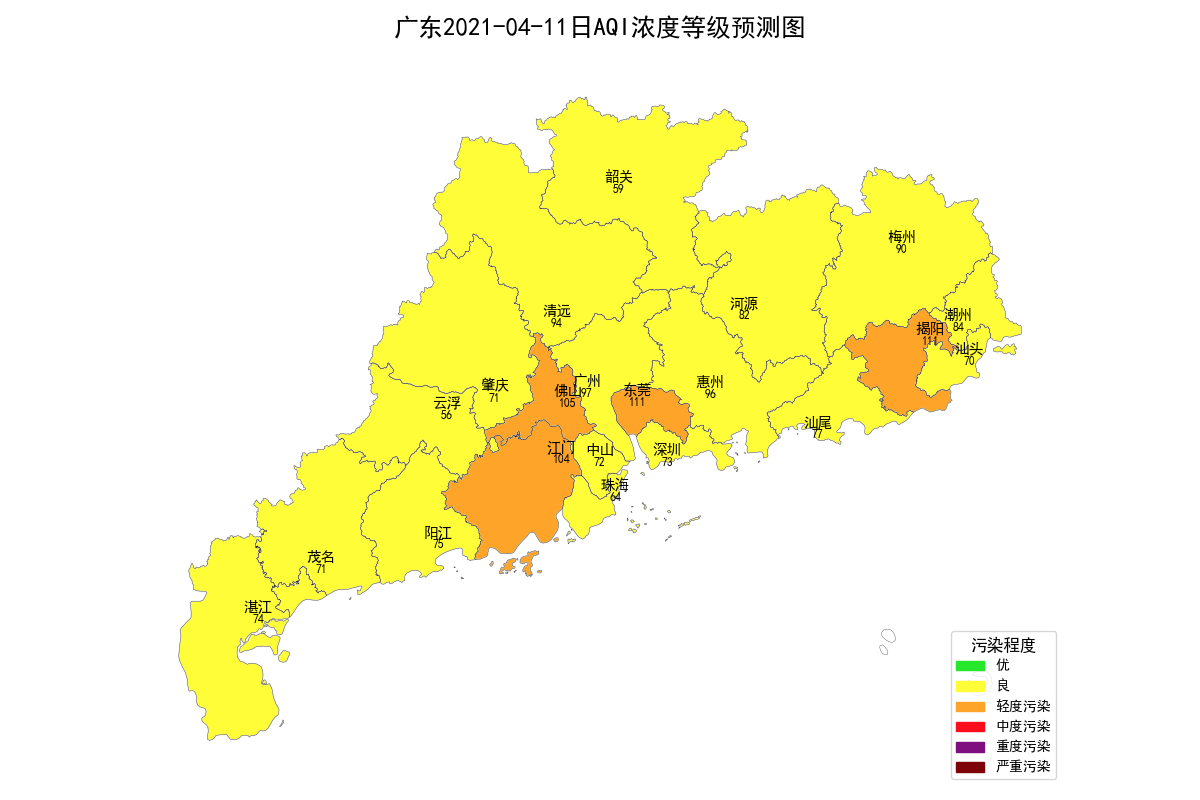 广东2021-04-11日AQI浓度等级预测图
韶关
59
梅州
90
河源
82
清远
94
潮州
84
揭阳
111
汕头
70
肇庆
71
佛山
105
广州
97
东莞
111
惠州
96
云浮
56
汕尾
77
江门
104
中山
72
深圳
73
珠海
64
阳江
75
茂名
71
湛江
74
污染程度
优
良
轻度污染
中度污染
重度污染
严重污染